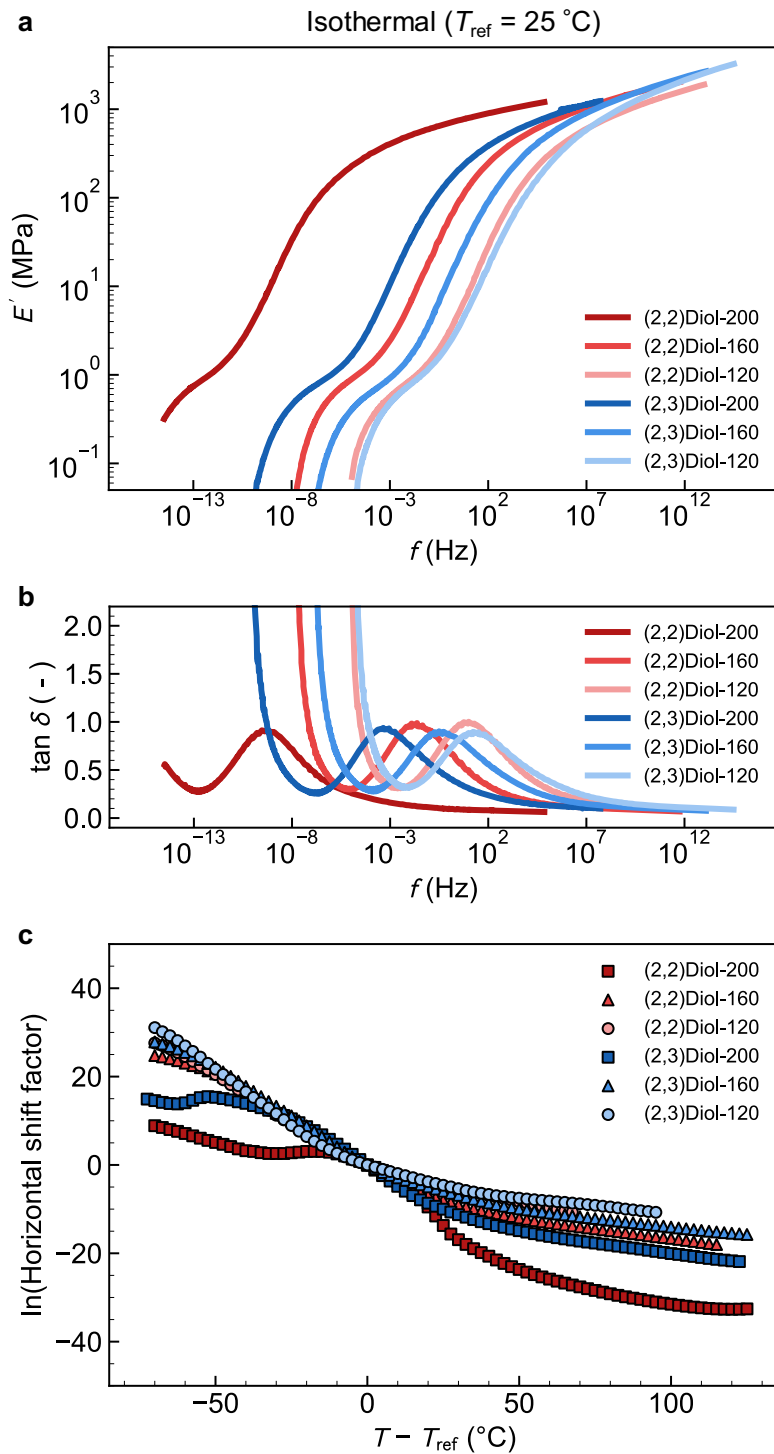 a
Isothermal (Tref = 25 °C)
10³
10²
10¹
10⁰
10⁻¹
E′ (MPa)
(2,2)Diol-200
(2,2)Diol-160
(2,2)Diol-120
(2,3)Diol-200
(2,3)Diol-160
(2,3)Diol-120
10⁻¹³ 10⁻⁸ 10⁻³ 10² 10⁷ 10¹²
f (Hz)
b
2.0
1.5
1.0
0.5
0.0
tan δ ( - )
(2,2)Diol-200
(2,2)Diol-160
(2,2)Diol-120
(2,3)Diol-200
(2,3)Diol-160
(2,3)Diol-120
10⁻¹³ 10⁻⁸ 10⁻³ 10² 10⁷ 10¹²
f (Hz)
c
40
20
0
−20
−40
ln(Horizontal shift factor)
(2,2)Diol-200
(2,2)Diol-160
(2,2)Diol-120
(2,3)Diol-200
(2,3)Diol-160
(2,3)Diol-120
−50 0 50 100
T − Tref (°C)